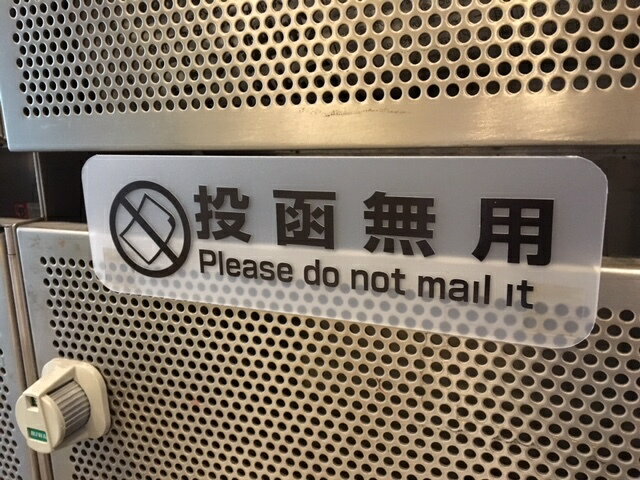 投函無用
Please do not mail it